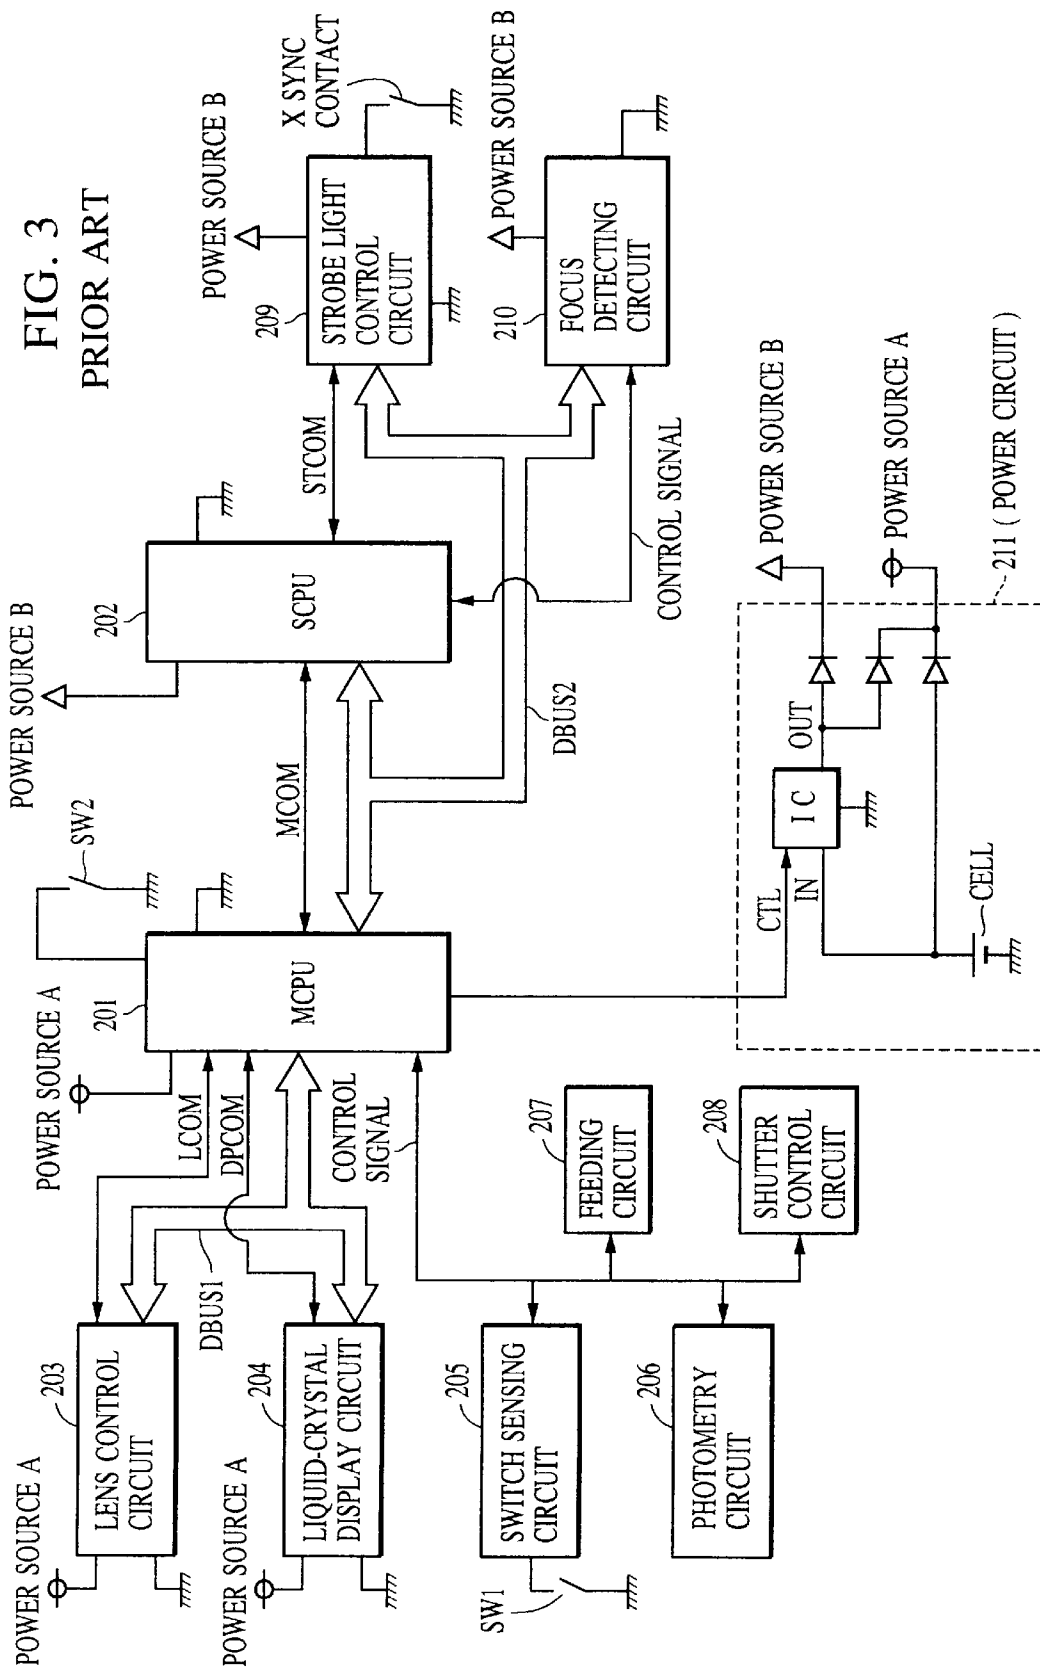 FIG. 3
PRIOR ART
POWER SOURCE A
203
LENS CONTROL
CIRCUIT
POWER SOURCE A
204
LIQUID-CRYSTAL
DISPLAY CIRCUIT
DBUS1
LCOM
DPCOM
CONTROL
SIGNAL
POWER SOURCE A
201
MCPU
SW2
MCOM
POWER SOURCE B
202
SCPU
DBUS2
STCOM
POWER SOURCE B
209
STROBE LIGHT
CONTROL
CIRCUIT
X SYNC
CONTACT
POWER SOURCE B
210
FOCUS
DETECTING
CIRCUIT
CONTROL SIGNAL
205
SWITCH SENSING
CIRCUIT
SW1
206
PHOTOMETRY
CIRCUIT
207
FEEDING
CIRCUIT
208
SHUTTER
CONTROL
CIRCUIT
CTL
IN
I C
OUT
CELL
POWER SOURCE B
POWER SOURCE A
211 ( POWER CIRCUIT )